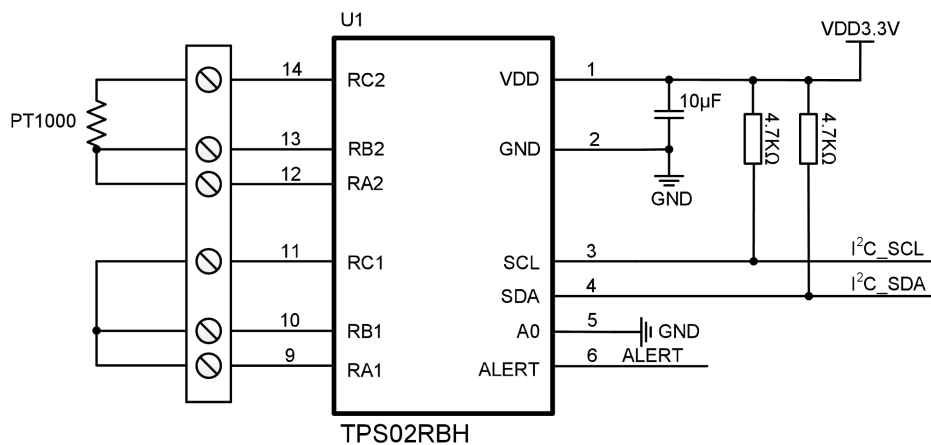 U1
VDD3.3V
14 RC2 VDD 1
10μF
4.7KΩ 4.7KΩ
PT1000
13 RB2 GND 2
12 RA2
GND
11 RC1 SCL 3 I²C_SCL
SDA 4 I²C_SDA
10 RB1 A0 5 GND
9 RA1 ALERT 6 ALERT
TPS02RBH